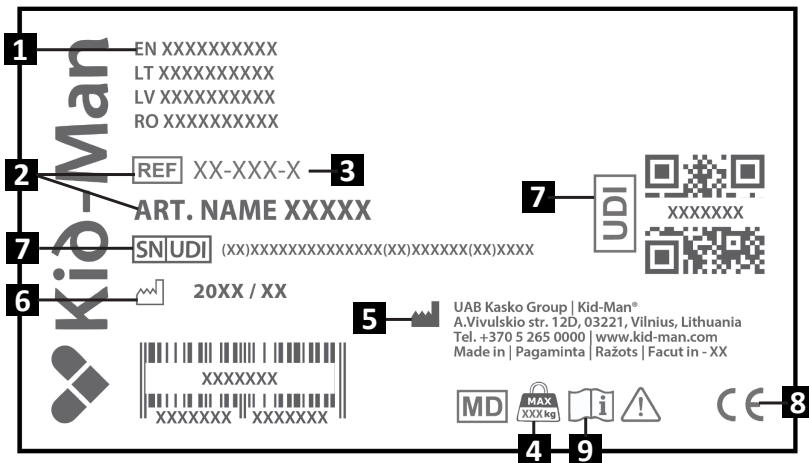 1
EN XXXXXXXXXX
LT XXXXXXXXXX
LV XXXXXXXXXX
RO XXXXXXXXXX
Kid-Man
2
REF XX-XXX-X
3
ART. NAME XXXXX
7
SN UDI (XX)XXXXXXXXXXXXXX(XX)XXXXXX(XX)XXXX
7
UDI
XXXXXXX
6
20XX / XX
5
UAB Kasko Group | Kid-Man®
A.Vivulskio str. 12D, 03221, Vilnius, Lithuania
Tel. +370 5 265 0000 | www.kid-man.com
Made in | Pagaminta | Ražots | Facut in - XX
XXXXXXX
XXXXXXX XXXXXXX
MD
MAX
XXX kg
i
!
CE
8
4
9